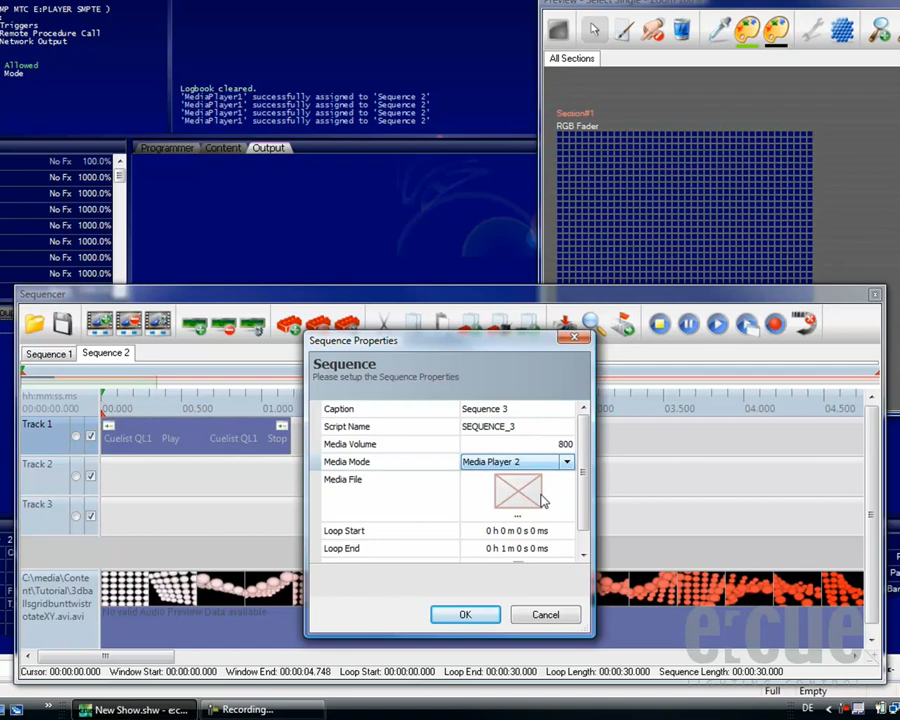 MP MTC E:PLAYER SMPTE )
Triggers
Remote Procedure Call
Network Output
Allowed
Mode
Logbook cleared.
'MediaPlayer1' successfully assigned to 'Sequence 2'
'MediaPlayer1' successfully assigned to 'Sequence 2'
'MediaPlayer1' successfully assigned to 'Sequence 2'
'MediaPlayer1' successfully assigned to 'Sequence 2'
All Sections
Section#1
RGB Fader
Programmer Content Output
No Fx 100.0%
No Fx 1000.0%
No Fx 1000.0%
No Fx 1000.0%
No Fx 1000.0%
No Fx 1000.0%
No Fx 1000.0%
No Fx 1000.0%
Sequencer
Sequence 1 Sequence 2
hh:mm:ss.ms
00:00:00.000 00.000 00.500 01.000 03.500 04.000 04.500
Track 1
Cuelist QL1 Play Cuelist QL1 Stop
Track 2
Track 3
Sequence Properties
Sequence
Please setup the Sequence Properties
Caption Sequence 3
Script Name SEQUENCE_3
Media Volume 800
Media Mode Media Player 2
Media File
...
Loop Start 0 h 0 m 0 s 0 ms
Loop End 0 h 1 m 0 s 0 ms
OK Cancel
C:\media\Conte
nt\Tutorial\3dba
llsgridbunttwistr
otateXY.avi.avi
No valid Audio Preview Data available
e:cue
Cursor: 00:00:00.000 Window Start: 00:00:00.000 Window End: 00:00:04.748 Loop Start: 00:00:00.000 Loop End: 00:00:30.000 Loop Length: 00:00:30.000 Sequence Length: 00:00:30.000
Full Empty
New Show.shw - e:c... Recording... DE